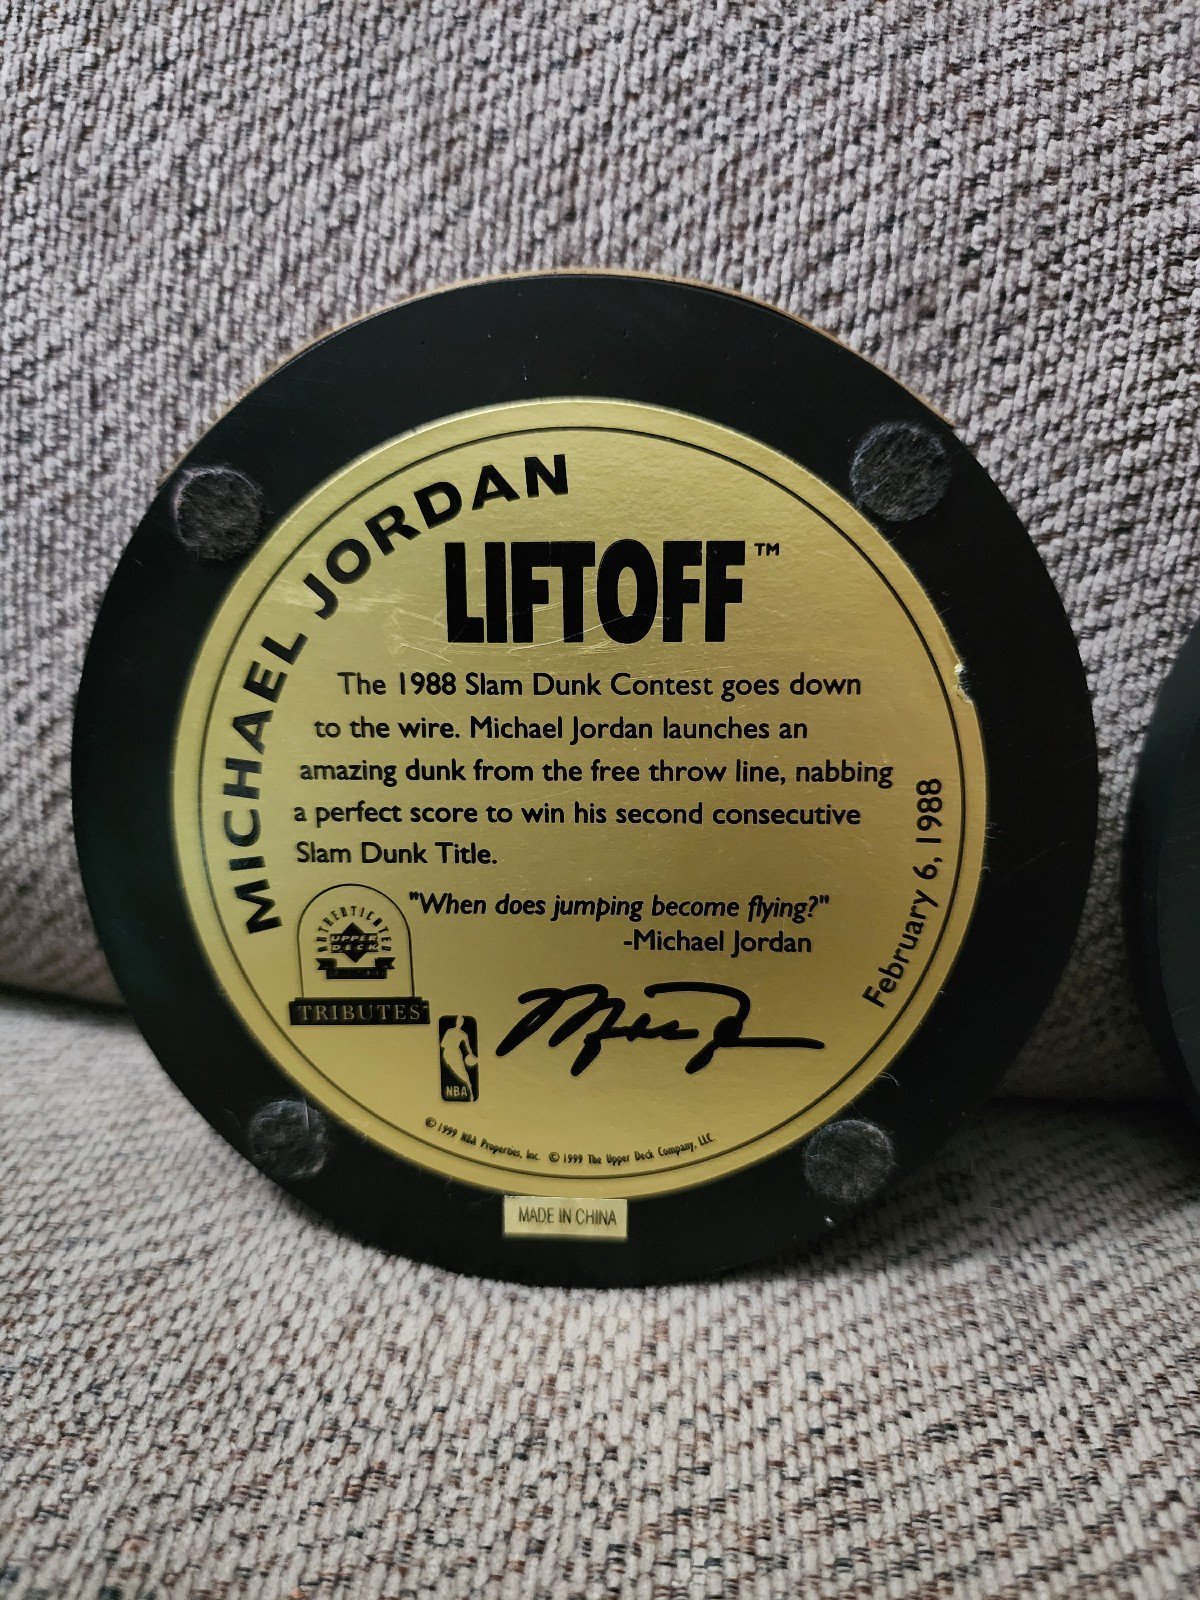 MICHAEL JORDAN
LIFTOFF™
The 1988 Slam Dunk Contest goes down
to the wire. Michael Jordan launches an
amazing dunk from the free throw line, nabbing
a perfect score to win his second consecutive
Slam Dunk Title.
"When does jumping become flying?"
-Michael Jordan
February 6, 1988
AUTHENTICATED
UPPER
DECK
TRIBUTES
NBA
© 1999 NBA Properties, Inc. © 1999 The Upper Deck Company, LLC.
MADE IN CHINA